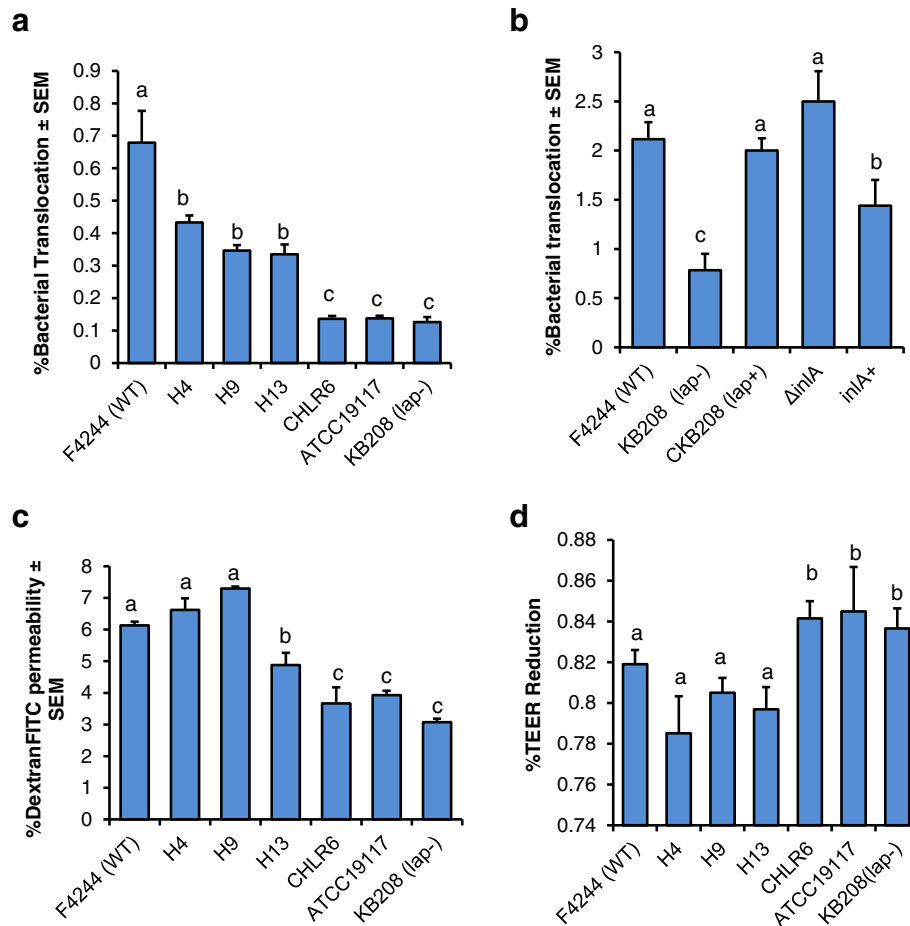 a
%Bacterial Translocation ± SEM
0.9
0.8
0.7
0.6
0.5
0.4
0.3
0.2
0.1
0
a
b
b
b
c
c
c
F4244 (WT)
H4
H9
H13
CHLR6
ATCC19117
KB208 (lap-)
b
%Bacterial translocation ± SEM
3
2.5
2
1.5
1
0.5
0
a
c
a
a
b
F4244 (WT)
KB208 (lap-)
CKB208 (lap+)
ΔinlA
inlA+
c
%DextranFITC permeability ±
SEM
8
7
6
5
4
3
2
1
0
a
a
a
b
c
c
c
F4244 (WT)
H4
H9
H13
CHLR6
ATCC19117
KB208 (lap-)
d
%TEER Reduction
0.88
0.86
0.84
0.82
0.8
0.78
0.76
0.74
a
a
a
a
b
b
b
F4244 (WT)
H4
H9
H13
CHLR6
ATCC19117
KB208(lap-)